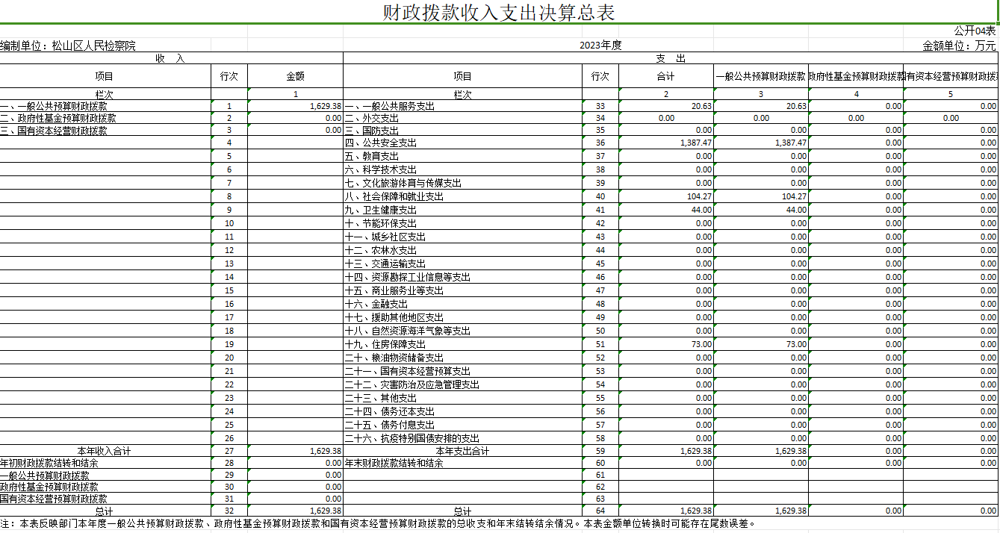 财政拨款收入支出决算总表
公开04表
编制单位：松山区人民检察院 2023年度 金额单位：万元
收 入 支 出
项目 行次 金额 项目 行次 合计 一般公共预算财政拨款 政府性基金预算财政拨款 国有资本经营预算财政拨款
栏次 1 栏次 2 3 4 5
一、一般公共预算财政拨款 1 1,629.38 一、一般公共服务支出 33 20.63 20.63 0.00 0.00
二、政府性基金预算财政拨款 2 0.00 二、外交支出 34 0.00 0.00 0.00 0.00
三、国有资本经营财政拨款 3 0.00 三、国防支出 35 0.00 0.00 0.00 0.00
4 四、公共安全支出 36 1,387.47 1,387.47 0.00 0.00
5 五、教育支出 37 0.00 0.00 0.00 0.00
6 六、科学技术支出 38 0.00 0.00 0.00 0.00
7 七、文化旅游体育与传媒支出 39 0.00 0.00 0.00 0.00
8 八、社会保障和就业支出 40 104.27 104.27 0.00 0.00
9 九、卫生健康支出 41 44.00 44.00 0.00 0.00
10 十、节能环保支出 42 0.00 0.00 0.00 0.00
11 十一、城乡社区支出 43 0.00 0.00 0.00 0.00
12 十二、农林水支出 44 0.00 0.00 0.00 0.00
13 十三、交通运输支出 45 0.00 0.00 0.00 0.00
14 十四、资源勘探工业信息等支出 46 0.00 0.00 0.00 0.00
15 十五、商业服务业等支出 47 0.00 0.00 0.00 0.00
16 十六、金融支出 48 0.00 0.00 0.00 0.00
17 十七、援助其他地区支出 49 0.00 0.00 0.00 0.00
18 十八、自然资源海洋气象等支出 50 0.00 0.00 0.00 0.00
19 十九、住房保障支出 51 73.00 73.00 0.00 0.00
20 二十、粮油物资储备支出 52 0.00 0.00 0.00 0.00
21 二十一、国有资本经营预算支出 53 0.00 0.00 0.00 0.00
22 二十二、灾害防治及应急管理支出 54 0.00 0.00 0.00 0.00
23 二十三、其他支出 55 0.00 0.00 0.00 0.00
24 二十四、债务还本支出 56 0.00 0.00 0.00 0.00
25 二十五、债务付息支出 57 0.00 0.00 0.00 0.00
26 二十六、抗疫特别国债安排的支出 58 0.00 0.00 0.00 0.00
本年收入合计 27 1,629.38 本年支出合计 59 1,629.38 1,629.38 0.00 0.00
年初财政拨款结转和结余 28 0.00 年末财政拨款结转和结余 60 0.00 0.00 0.00 0.00
一般公共预算财政拨款 29 0.00 61
政府性基金预算财政拨款 30 0.00 62
国有资本经营预算财政拨款 31 0.00 63
总计 32 1,629.38 总计 64 1,629.38 1,629.38 0.00 0.00
注：本表反映部门本年度一般公共预算财政拨款、政府性基金预算财政拨款和国有资本经营预算财政拨款的总收支和年末结转结余情况。本表金额单位转换时可能存在尾数误差。